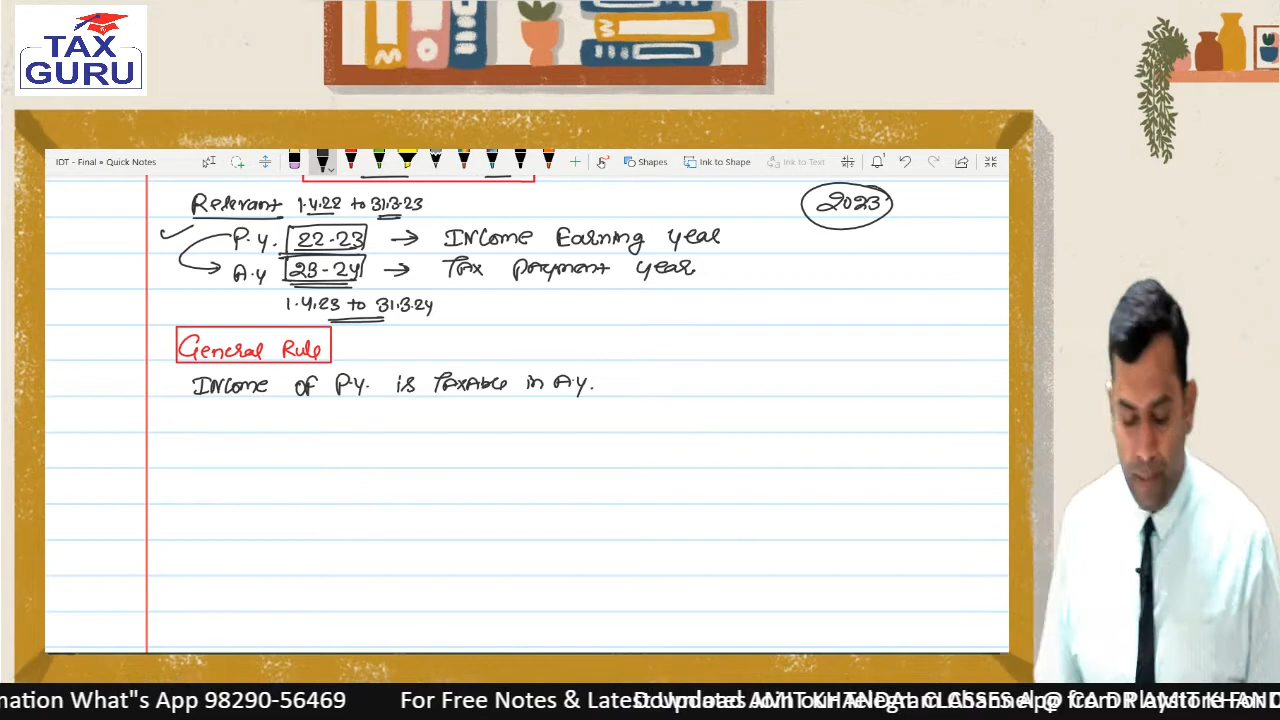 TAX
GURU
IDT - Final » Quick Notes
Shapes
Ink to Shape
Ink to Text
Relevant 1.4.22 to 31.3.23
2023
P.y. 22-23 → Income Earning year
A.y 23-24 → Tax Payment year
1.4.23 to 31.3.24
General Rule
Income of P.y. is Taxable in A.y.
mation What"s App 98290-56469 For Free Notes & Latest